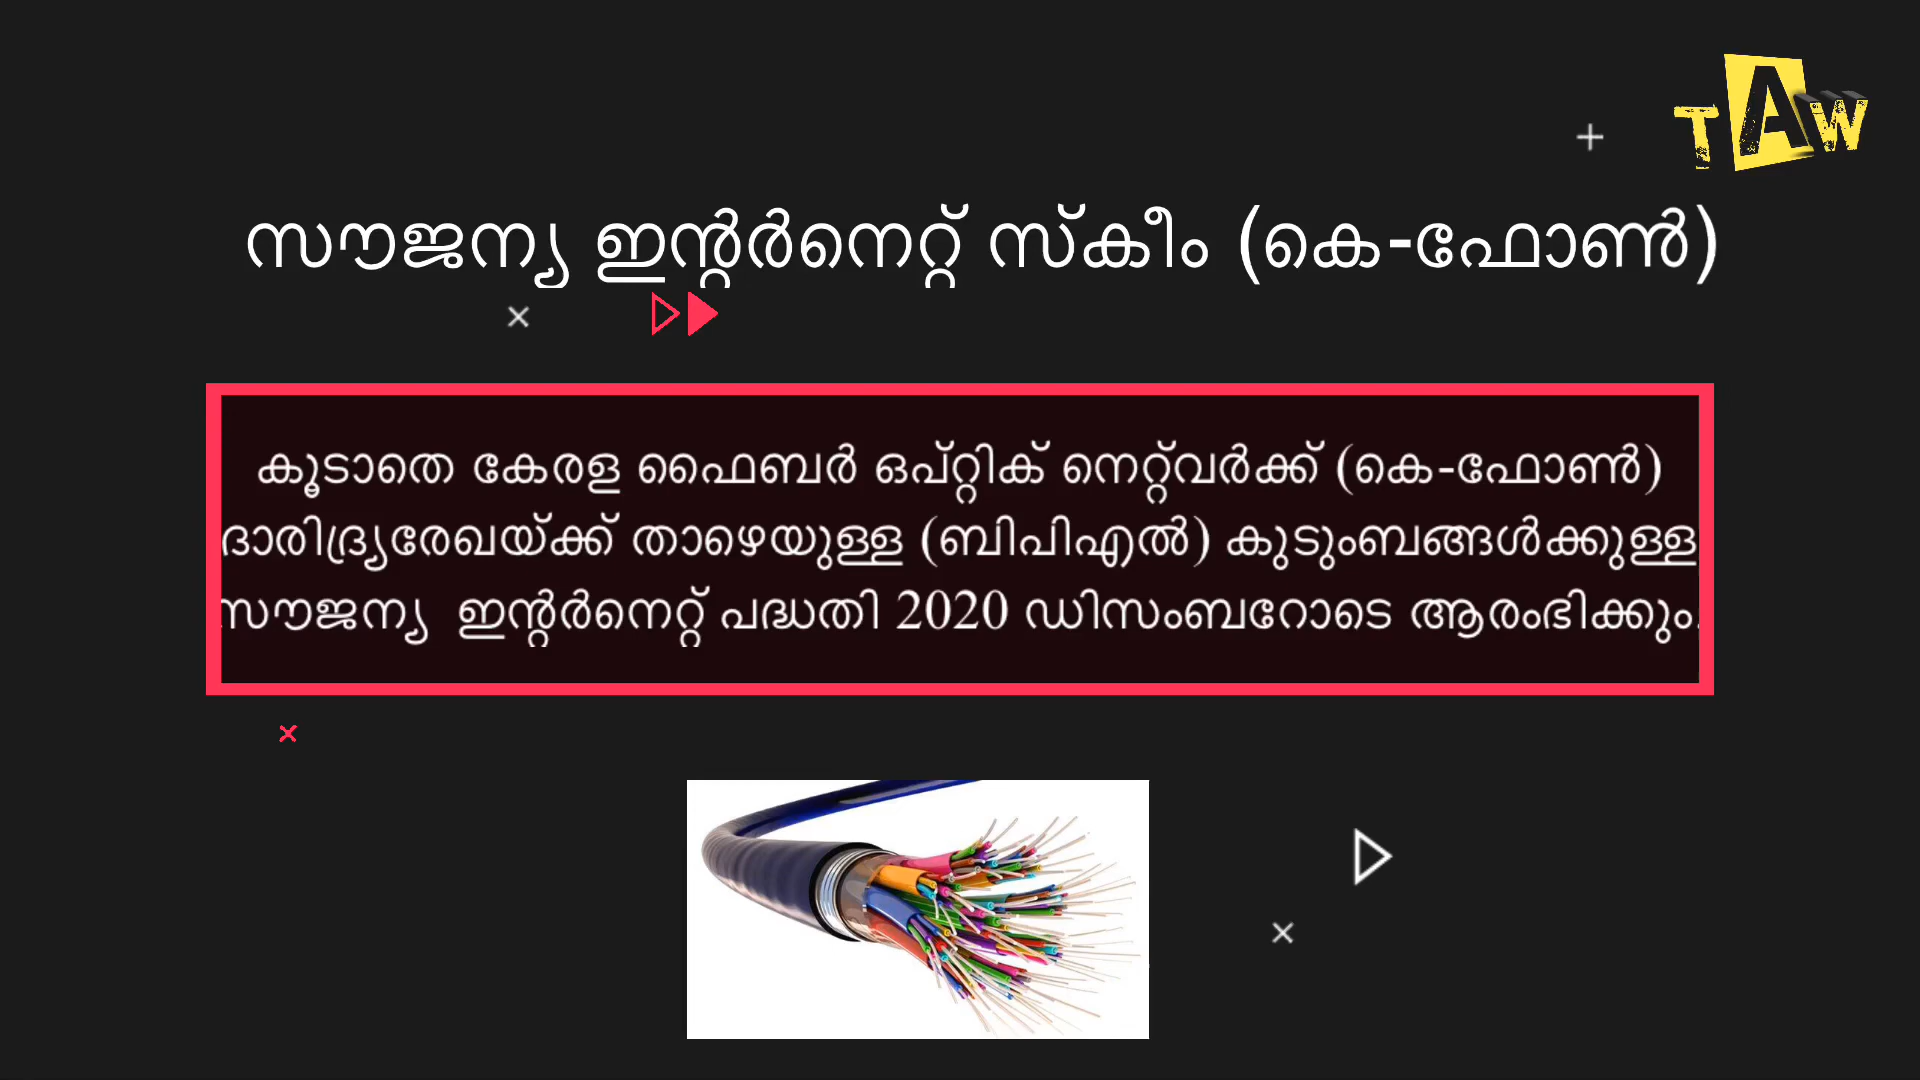 TAW
സൗജന്യ ഇന്റർനെറ്റ് സ്കീം (കെ-ഫോൺ)
കൂടാതെ കേരള ഫൈബർ ഒപ്റ്റിക് നെറ്റ്‌വർക്ക് (കെ-ഫോൺ)
ദാരിദ്ര്യരേഖയ്ക്ക് താഴെയുള്ള (ബിപിഎൽ) കുടുംബങ്ങൾക്കുള്ള
സൗജന്യ ഇന്റർനെറ്റ് പദ്ധതി 2020 ഡിസംബറോടെ ആരംഭിക്കും.